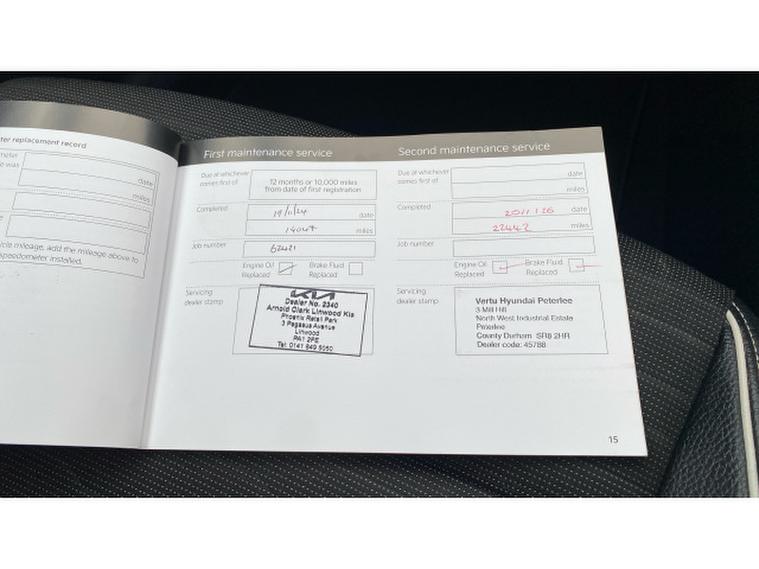 ter replacement record
meter
e was
date
miles
cle mileage, add the mileage above to
speedometer installed.
First maintenance service
Due at whichever
comes first of
12 months or 10,000 miles
from date of first registration
Completed
19/11/24
date
miles
Job number
62421
Engine Oil
Replaced
Brake Fluid
Replaced
Servicing
dealer stamp
KIA
Dealer No. 2340
Arnold Clark Linwood Kia
Phoenix Retail Park
3 Pegasus Avenue
Linwood
PA1 2FE
Tel: 0141 849 5050
Second maintenance service
Due at whichever
comes first of
date
miles
Completed
date
22442
miles
Job number
Engine Oil
Replaced
Brake Fluid
Replaced
Servicing
dealer stamp
Vertu Hyundai Peterlee
3 Mill Hill
North West Industrial Estate
Peterlee
County Durham SR8 2HR
Dealer code: 45788
15